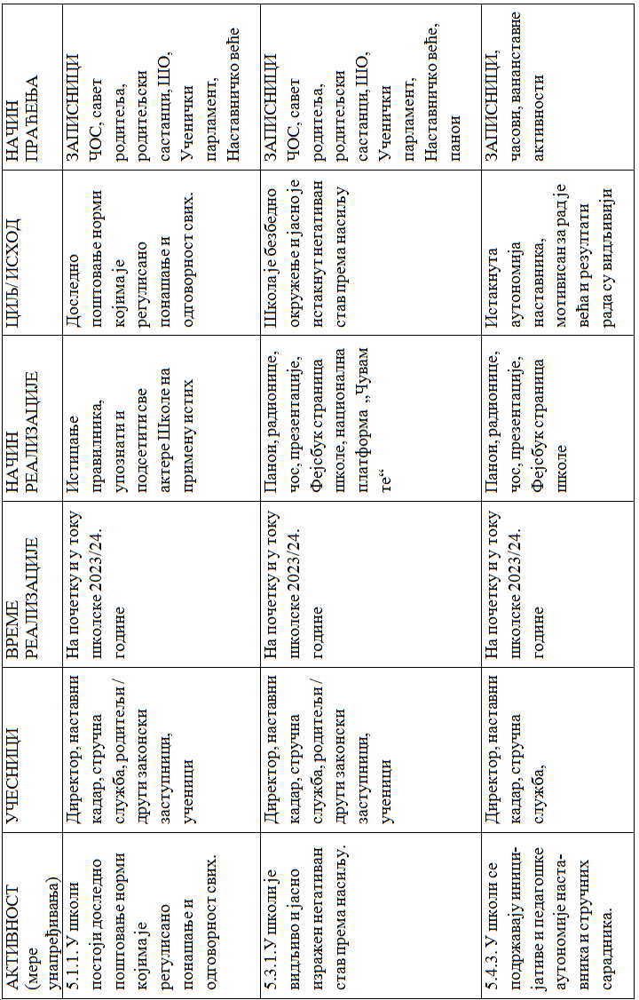 АКТИВНОСТ
(мере
унапређивања)
УЧЕСНИЦИ
ВРЕМЕ
РЕАЛИЗАЦИЈЕ
НАЧИН
РЕАЛИЗАЦИЈЕ
ЦИЉ/ ИСХОД
НАЧИН
ПРАЋЕЊА
5.1.1. У школи
постоји доследно
поштовање норми
којима је
регулисано
понашање и
одговорност свих.
Директор, наставни
кадар, стручна
служба, родитељи /
други законски
заступници,
ученици
На почетку и у току
школске 2023/24.
године
Истицање
правилника,
упознати и
подсетити све
актере Школе на
примену истих
Доследно
поштовање норми
којима је
регулисано
понашање и
одговорност свих.
ЗАПИСНИЦИ
ЧОС, савет
родитеља,
родитељски
састанци, ШО,
Ученички
парламент,
Наставничко веће
5.3.1.У школи је
видљиво и јасно
изражен негативан
став према насиљу.
Директор, наставни
кадар, стручна
служба, родитељи /
други законски
заступници,
ученици
На почетку и у току
школске 2023/24.
године
Панои, радионице,
чос, презентације,
Фејсбук страница
школе, национална
платформа „Чувам
те“
Школа је безбедно
окружење и јасно је
истакнут негативан
став према насиљу
ЗАПИСНИЦИ
ЧОС, савет
родитеља,
родитељски
састанци, ШО,
Ученички
парламент,
Наставничко веће,
панои
5.4.3. У школи се
подржавају иници-
јативе и педагошке
аутономије наста-
вника и стручних
сарадника.
Директор, наставни
кадар, стручна
служба,
На почетку и у току
школске 2023/24.
године
Панои, радионице,
чос, презентације,
Фејсбук страница
школе
Истакнута
аутономија
наставника,
мотивисан за рад је
већа и резултати
рада су видљивији
ЗАПИСНИЦИ,
часови, вананставне
активности